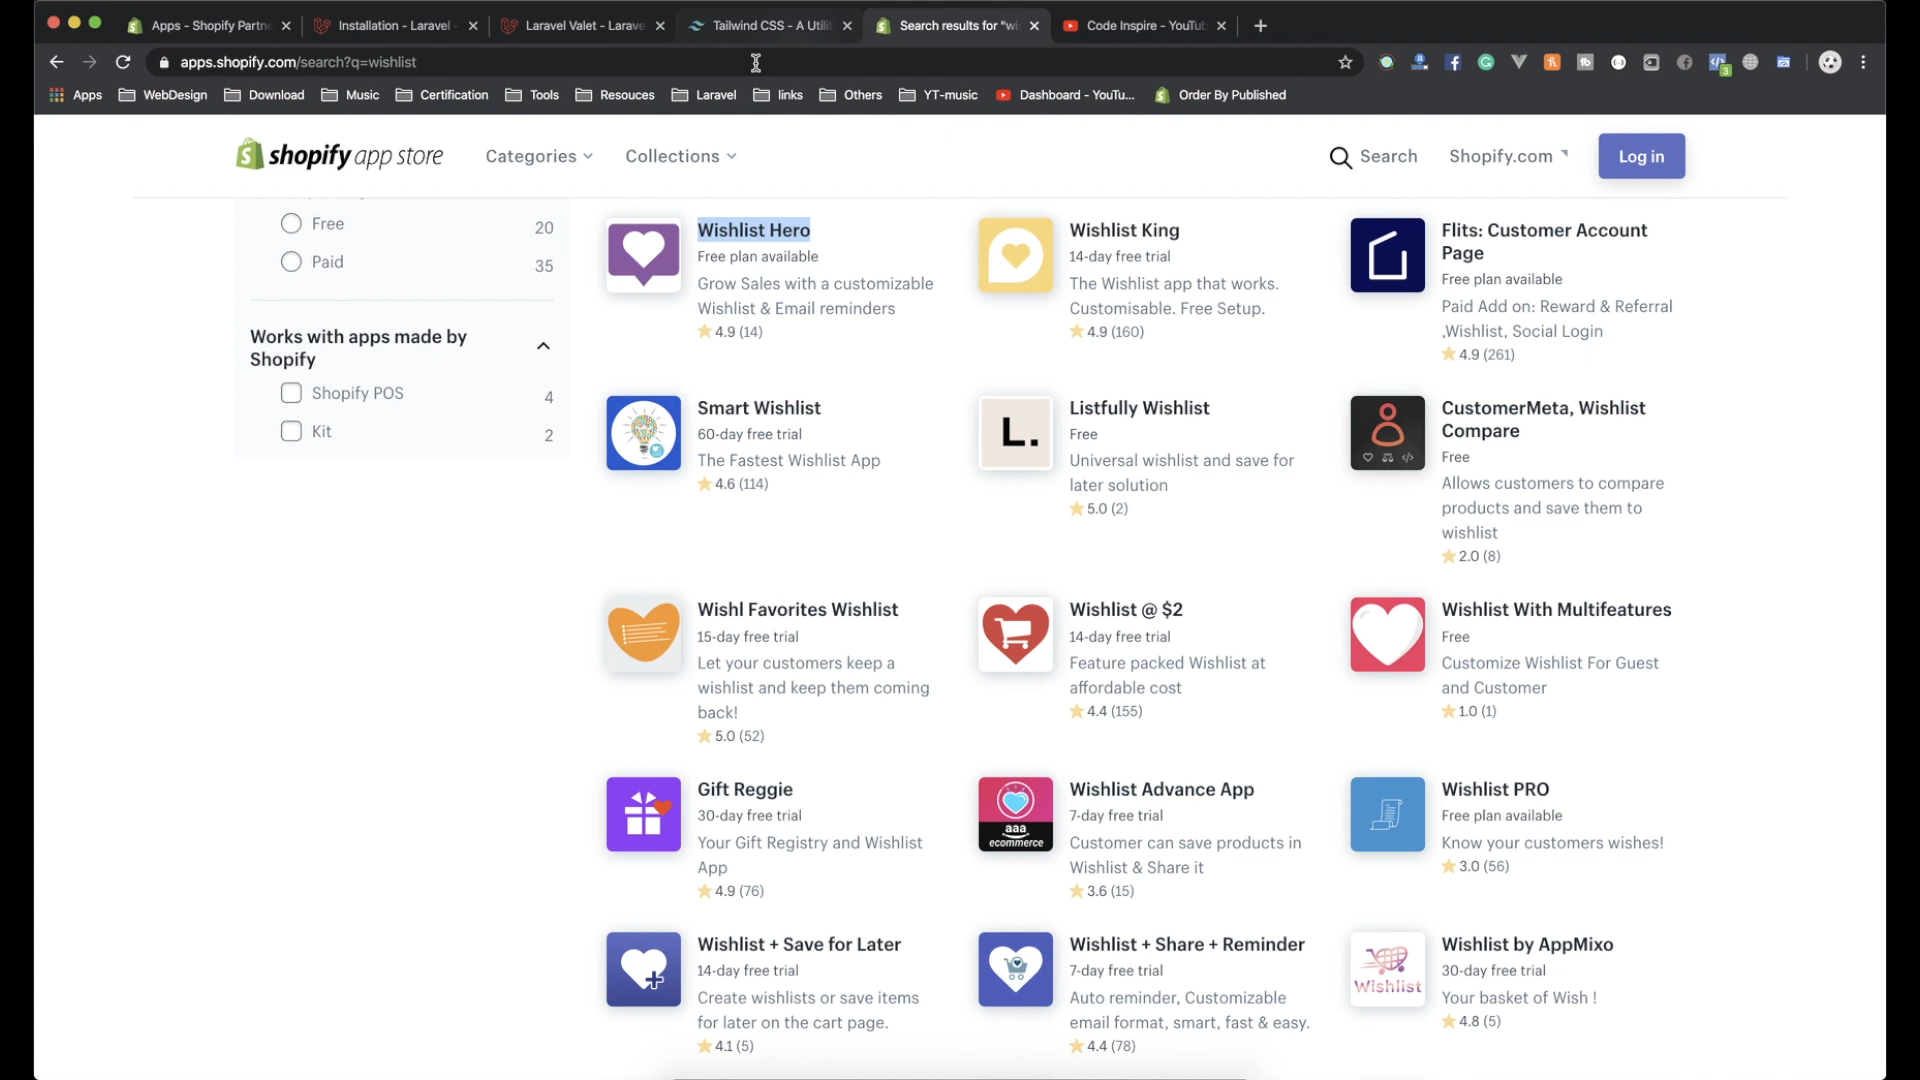 Apps - Shopify Partne
Installation - Laravel -
Laravel Valet - Larave
Tailwind CSS - A Utilit
Search results for "wi
Code Inspire - YouTub
apps.shopify.com/search?q=wishlist
3
Apps
WebDesign
Download
Music
Certification
Tools
Resouces
Laravel
links
Others
YT-music
Dashboard - YouTu...
Order By Published
shopify app store
Categories
Collections
Search
Shopify.com
Log in
Free
20
Paid
35
Works with apps made by
Shopify
Shopify POS
4
Kit
2
Wishlist Hero
Free plan available
Grow Sales with a customizable
Wishlist & Email reminders
4.9 (14)
Wishlist King
14-day free trial
The Wishlist app that works.
Customisable. Free Setup.
4.9 (160)
Flits: Customer Account
Page
Free plan available
Paid Add on: Reward & Referral
,Wishlist, Social Login
4.9 (261)
Smart Wishlist
60-day free trial
The Fastest Wishlist App
4.6 (114)
L.
Listfully Wishlist
Free
Universal wishlist and save for
later solution
5.0 (2)
CustomerMeta, Wishlist
Compare
Free
Allows customers to compare
products and save them to
wishlist
2.0 (8)
Wishl Favorites Wishlist
15-day free trial
Let your customers keep a
wishlist and keep them coming
back!
5.0 (52)
Wishlist @ $2
14-day free trial
Feature packed Wishlist at
affordable cost
4.4 (155)
Wishlist With Multifeatures
Free
Customize Wishlist For Guest
and Customer
1.0 (1)
Gift Reggie
30-day free trial
Your Gift Registry and Wishlist
App
4.9 (76)
aaa
ecommerce
Wishlist Advance App
7-day free trial
Customer can save products in
Wishlist & Share it
3.6 (15)
Wishlist PRO
Free plan available
Know your customers wishes!
3.0 (56)
Wishlist + Save for Later
14-day free trial
Create wishlists or save items
for later on the cart page.
4.1 (5)
Wishlist + Share + Reminder
7-day free trial
Auto reminder, Customizable
email format, smart, fast & easy.
4.4 (78)
Wishlist
Wishlist by AppMixo
30-day free trial
Your basket of Wish !
4.8 (5)